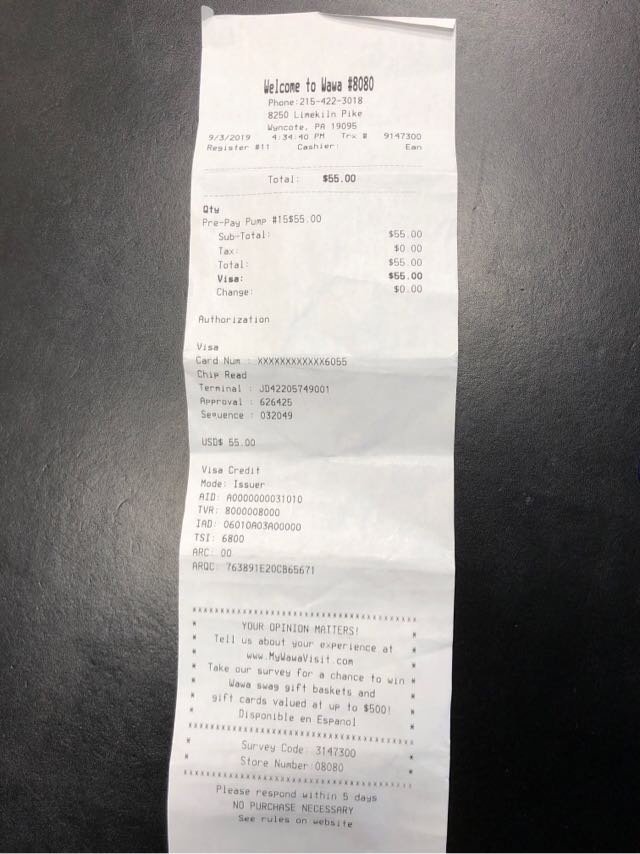 Welcome to Wawa #8080
Phone:215-422-3018
8250 Limekiln Pike
Wyncote, PA 19095
9/3/2019 4:34:40 PM Trx # 9147300
Register #11 Cashier: Ean
Total: $55.00
Qty
Pre-Pay Pump #15$55.00
Sub-Total: $55.00
Tax: $0.00
Total: $55.00
Visa: $55.00
Change: $0.00
Authorization
Visa
Card Num : XXXXXXXXXXXX6055
Chip Read
Terminal : JD42205749001
Approval : 626425
Sequence : 032049
USD$ 55.00
Visa Credit
Mode: Issuer
AID: A0000000031010
TVR: 8000008000
IAD: 06010A03A00000
TSI: 6800
ARC: 00
ARQC: 763891E20CB65671
YOUR OPINION MATTERS!
Tell us about your experience at
www.MyWawaVisit.com
Take our survey for a chance to win
Wawa swag gift baskets and
gift cards valued at up to $500!
Disponible en Espanol
Survey Code: 3147300
Store Number:08080
Please respond within 5 days
NO PURCHASE NECESSARY
See rules on website